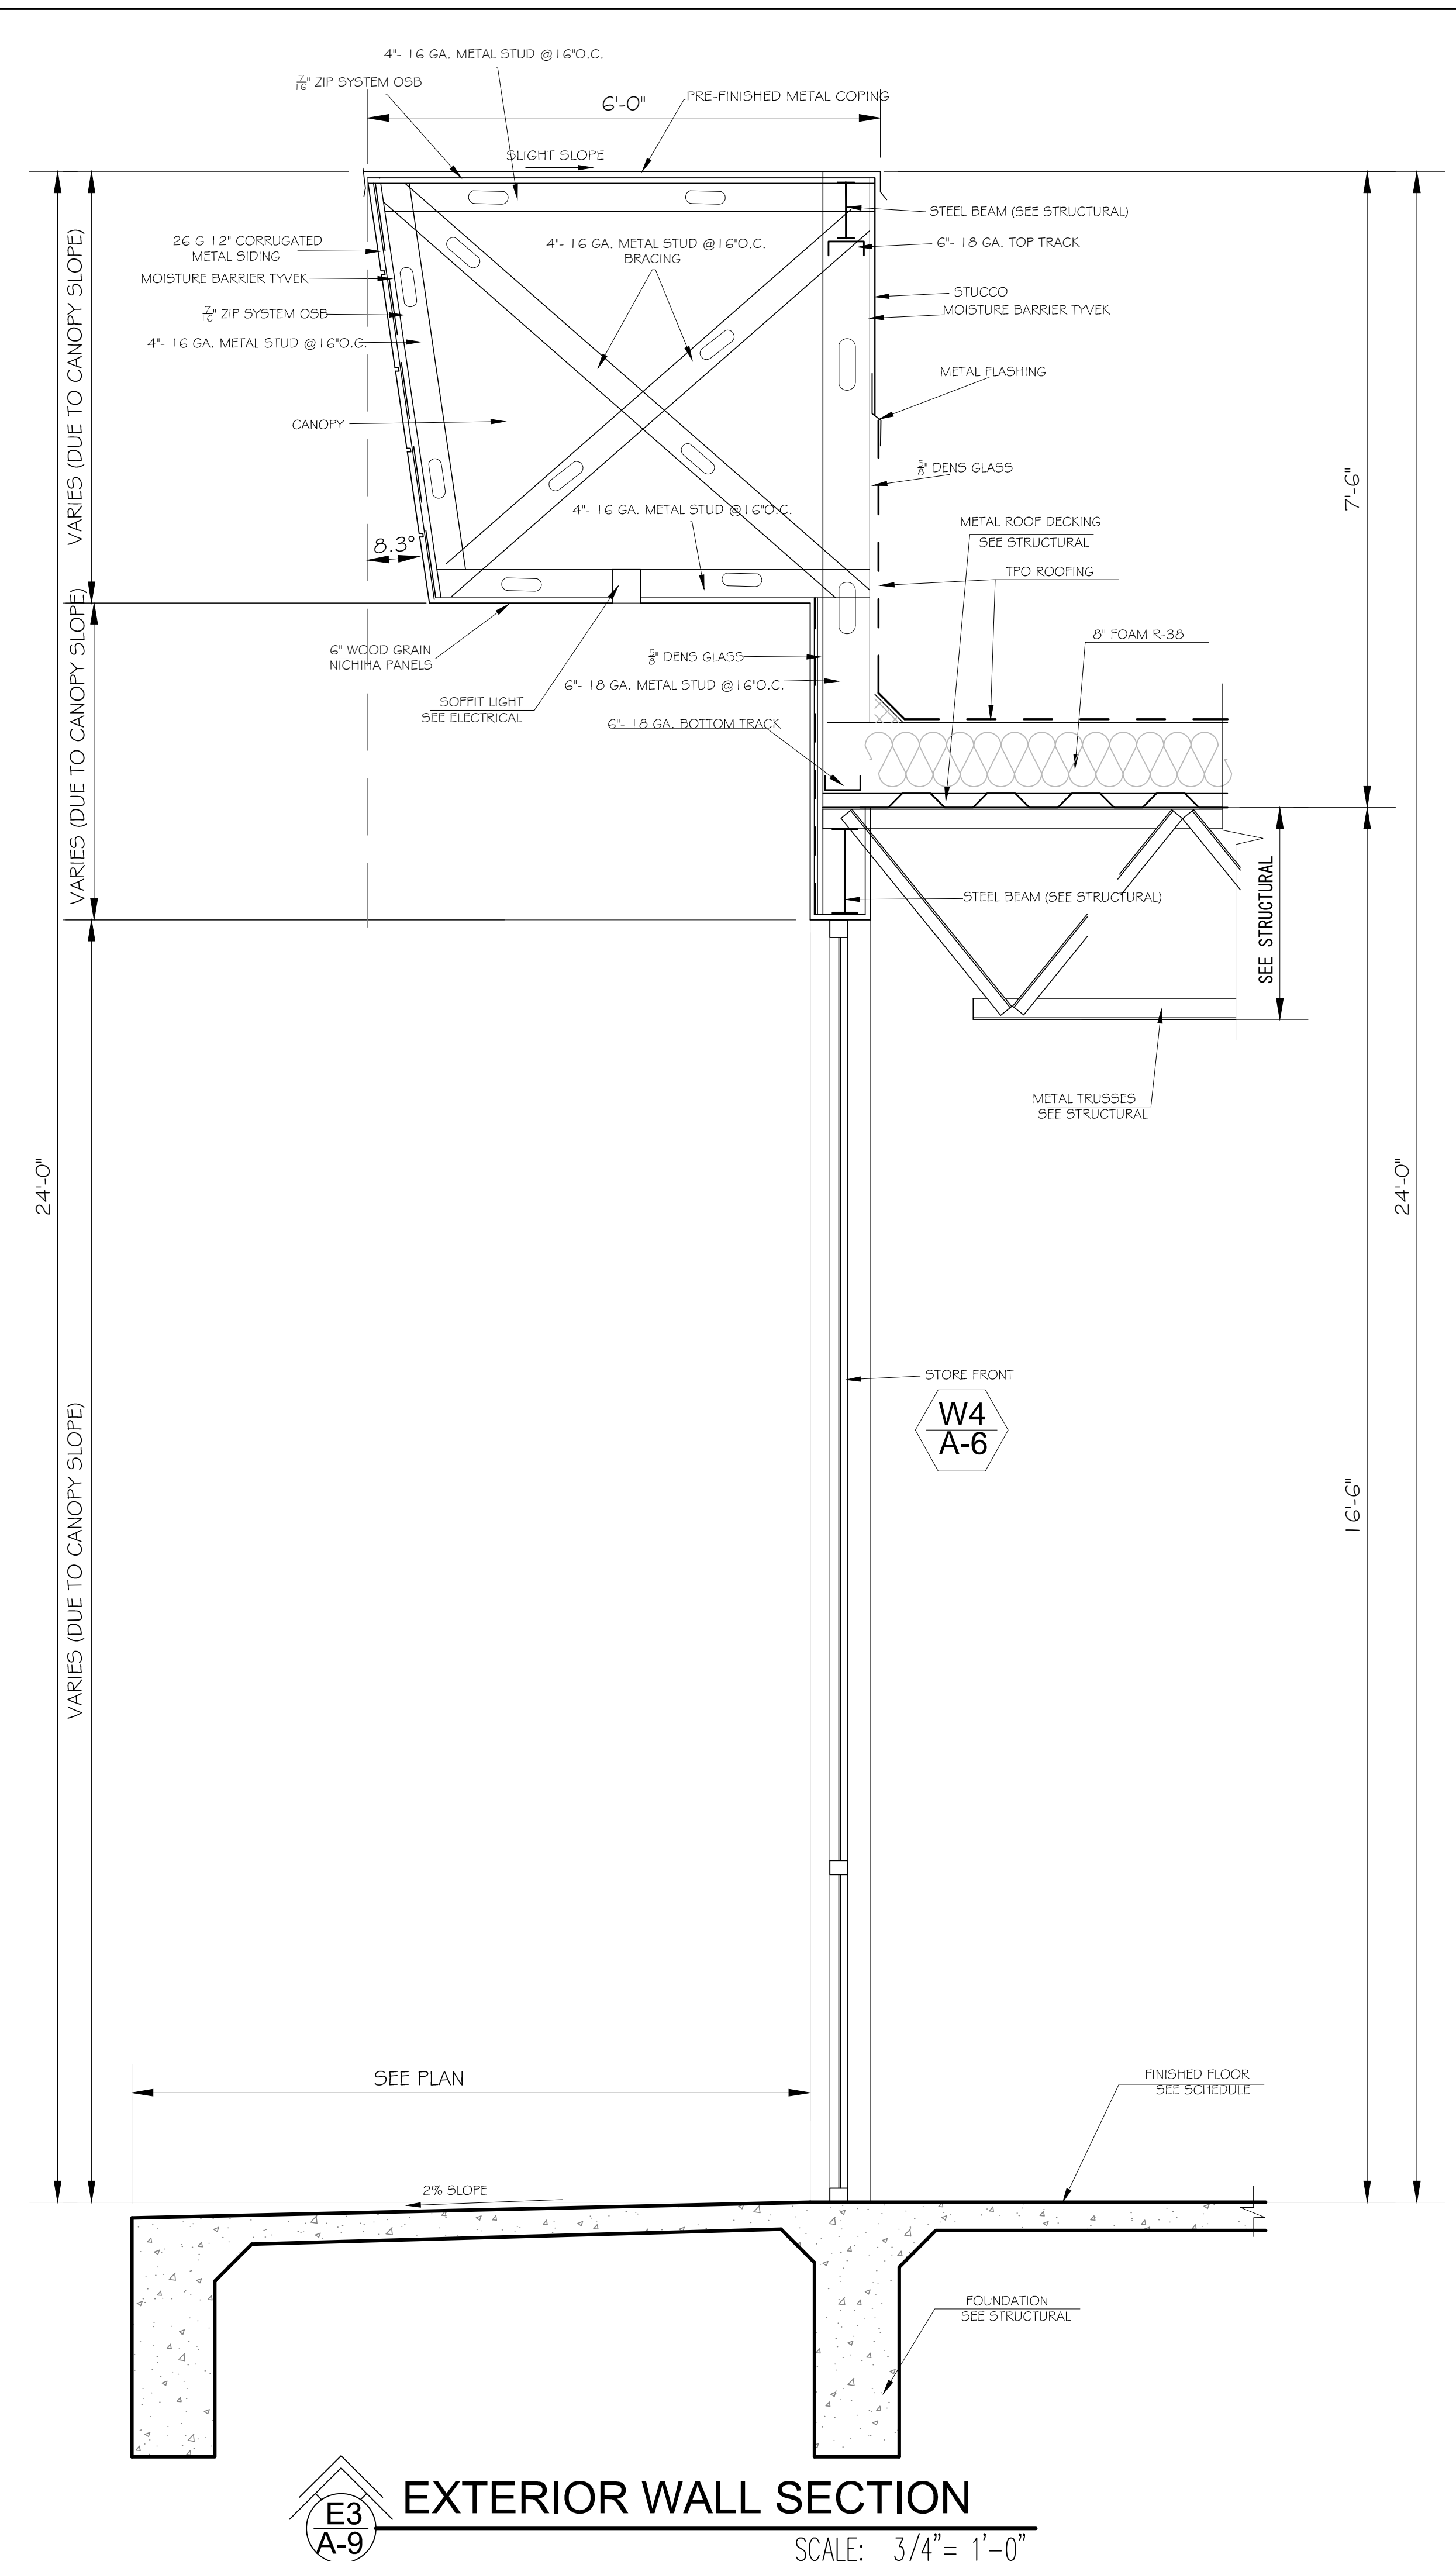 4"- 16 GA. METAL STUD @16"O.C.
7/16" ZIP SYSTEM OSB
6'-0"
PRE-FINISHED METAL COPING
SLIGHT SLOPE
STEEL BEAM (SEE STRUCTURAL)
6"- 18 GA. TOP TRACK
26 G 12" CORRUGATED
METAL SIDING
4"- 16 GA. METAL STUD @16"O.C.
BRACING
MOISTURE BARRIER TYVEK
STUCCO
MOISTURE BARRIER TYVEK
7/16" ZIP SYSTEM OSB
4"- 16 GA. METAL STUD @16"O.C.
METAL FLASHING
VARIES (DUE TO CANOPY SLOPE)
CANOPY
5/8" DENS GLASS
7'-6"
4"- 16 GA. METAL STUD @16"O.C.
METAL ROOF DECKING
SEE STRUCTURAL
8.3°
TPO ROOFING
8" FOAM R-38
6" WOOD GRAIN
NICHIHA PANELS
5/8" DENS GLASS
6"- 18 GA. METAL STUD @16"O.C.
SOFFIT LIGHT
SEE ELECTRICAL
6"- 18 GA. BOTTOM TRACK
VARIES (DUE TO CANOPY SLOPE)
STEEL BEAM (SEE STRUCTURAL)
SEE STRUCTURAL
METAL TRUSSES
SEE STRUCTURAL
24'-0"
24'-0"
STORE FRONT
W4
A-6
VARIES (DUE TO CANOPY SLOPE)
16'-6"
SEE PLAN
FINISHED FLOOR
SEE SCHEDULE
2% SLOPE
FOUNDATION
SEE STRUCTURAL
E3
A-9
EXTERIOR WALL SECTION
SCALE: 3/4"= 1'-0"